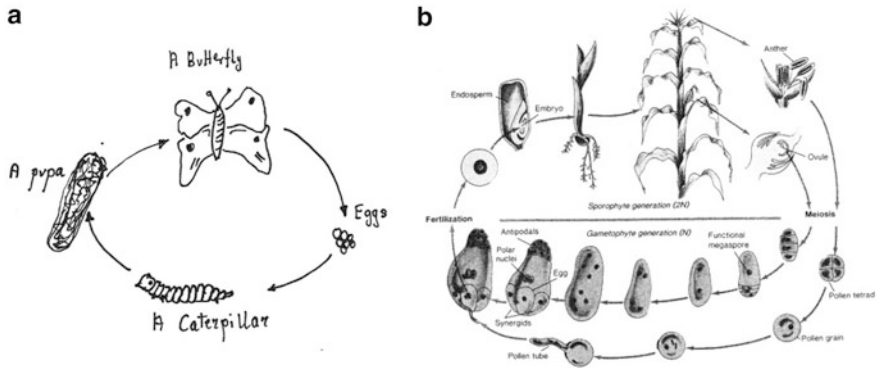 a
A Butterfly
A pupa
Eggs
A Caterpillar
b
Anther
Endosperm
Embryo
Ovule
Sporophyte generation (2N)
Fertilization
Meiosis
Gametophyte generation (N)
Antipodals
Polar
nuclei
Egg
Functional
megaspore
Synergids
Pollen tetrad
Pollen grain
Pollen tube